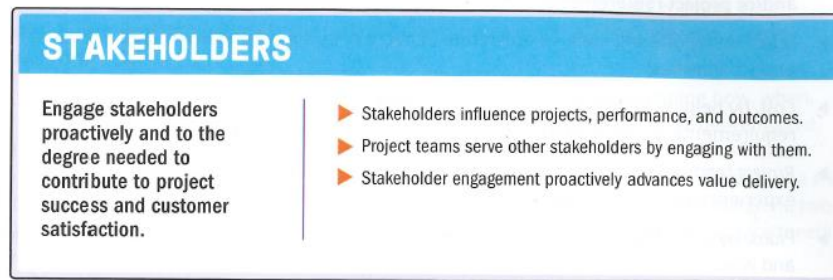 STAKEHOLDERS
Engage stakeholders
proactively and to the
degree needed to
contribute to project
success and customer
satisfaction.
▶ Stakeholders influence projects, performance, and outcomes.
▶ Project teams serve other stakeholders by engaging with them.
▶ Stakeholder engagement proactively advances value delivery.